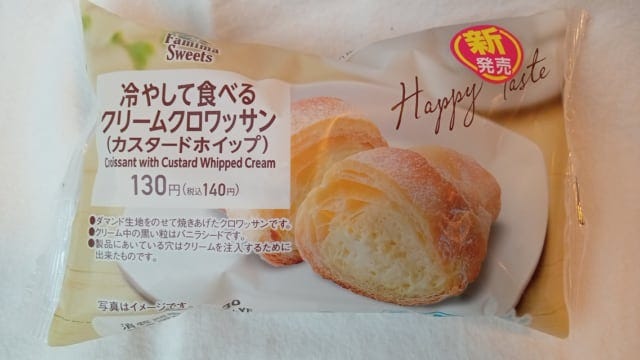 Famima
Sweets
新
発売
Happy Taste
冷やして食べる
クリームクロワッサン
(カスタードホイップ)
Croissant with Custard Whipped Cream
130円(税込140円)
●ダマンド生地をのせて焼きあげたクロワッサンです。
●クリーム中の黒い粒はバニラシードです。
●製品にあいている穴はクリームを注入するために
出来たものです。
写真はイメージです